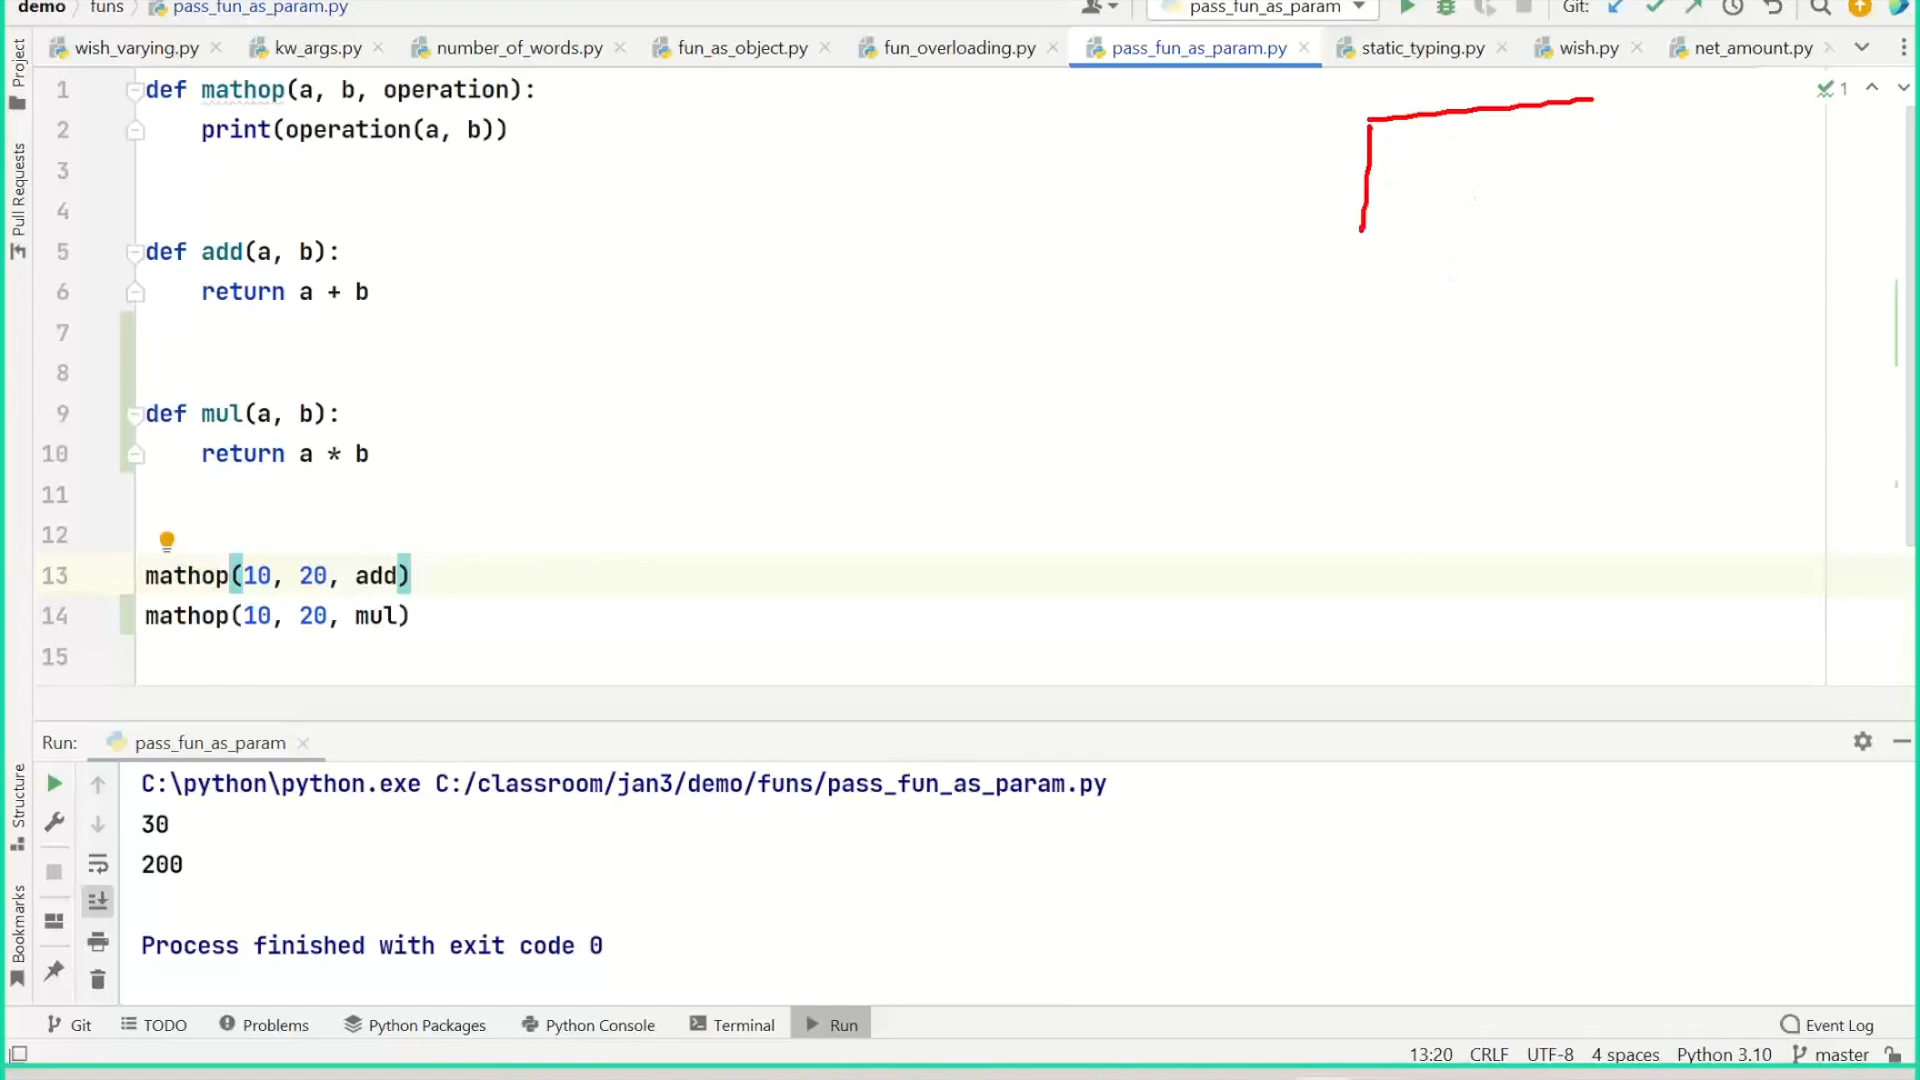 demo funs pass_fun_as_param.py pass_fun_as_param Git:
wish_varying.py kw_args.py number_of_words.py fun_as_object.py fun_overloading.py pass_fun_as_param.py static_typing.py wish.py net_amount.py
Project
Pull Requests
1 def mathop(a, b, operation): 1
2     print(operation(a, b))
3
4
5 def add(a, b):
6     return a + b
7
8
9 def mul(a, b):
10     return a * b
11
12
13 mathop(10, 20, add)
14 mathop(10, 20, mul)
15
Run: pass_fun_as_param
Structure
Bookmarks
C:\python\python.exe C:/classroom/jan3/demo/funs/pass_fun_as_param.py
30
200
Process finished with exit code 0
Git TODO Problems Python Packages Python Console Terminal Run Event Log
13:20 CRLF UTF-8 4 spaces Python 3.10 master